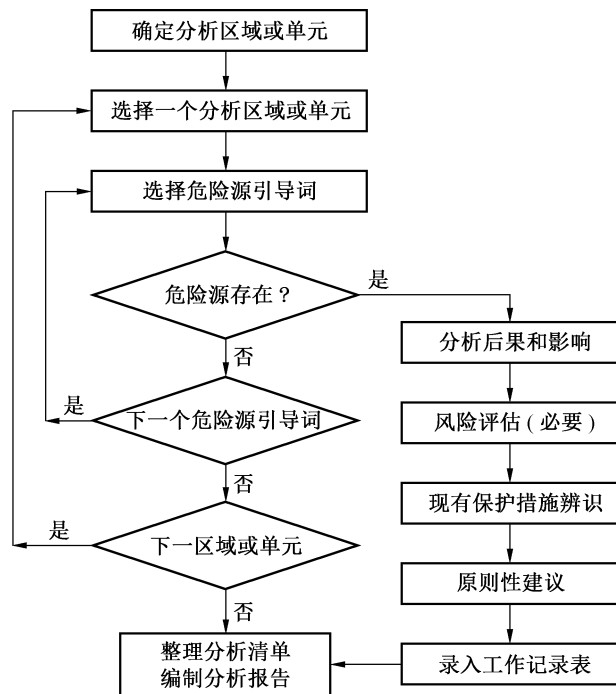 确定分析区域或单元
选择一个分析区域或单元
选择危险源引导词
危险源存在？
是
分析后果和影响
否
下一个危险源引导词
是
风险评估(必要)
否
现有保护措施辨识
下一区域或单元
是
原则性建议
否
整理分析清单
编制分析报告
录入工作记录表